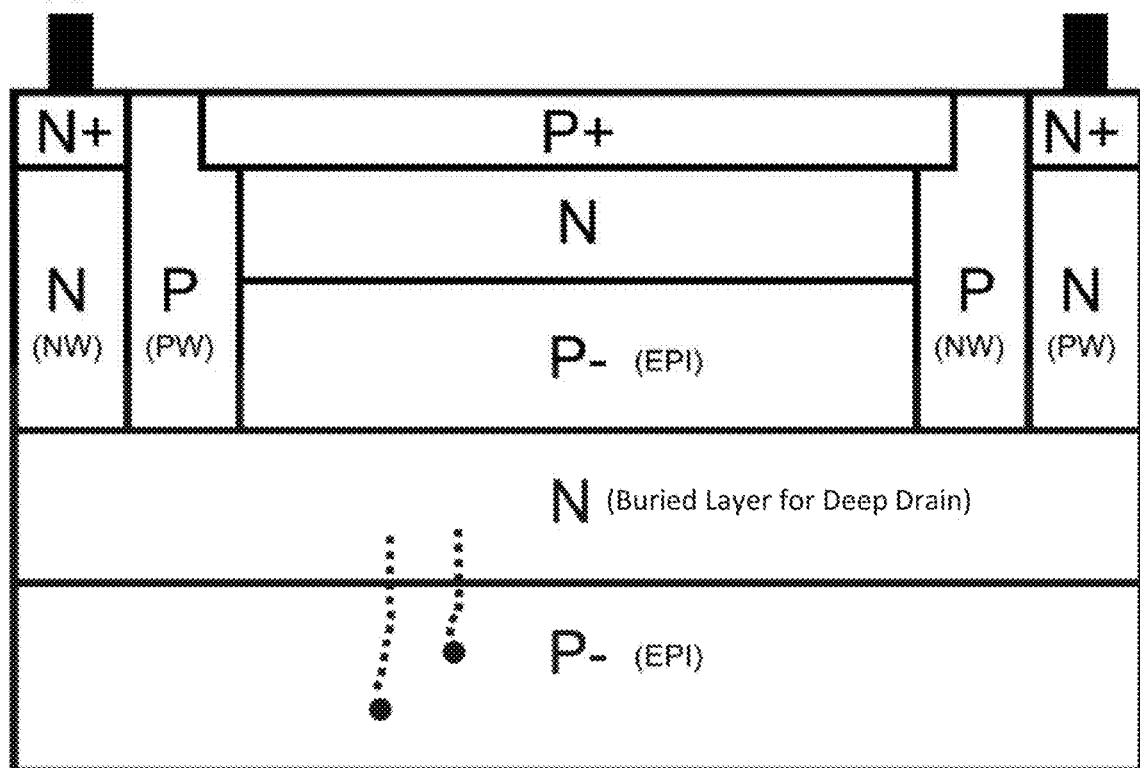 N+ P+ N+
N
N P P N
(NW) (PW) (NW) (PW)
P- (EPI)
N (Buried Layer for Deep Drain)
P- (EPI)